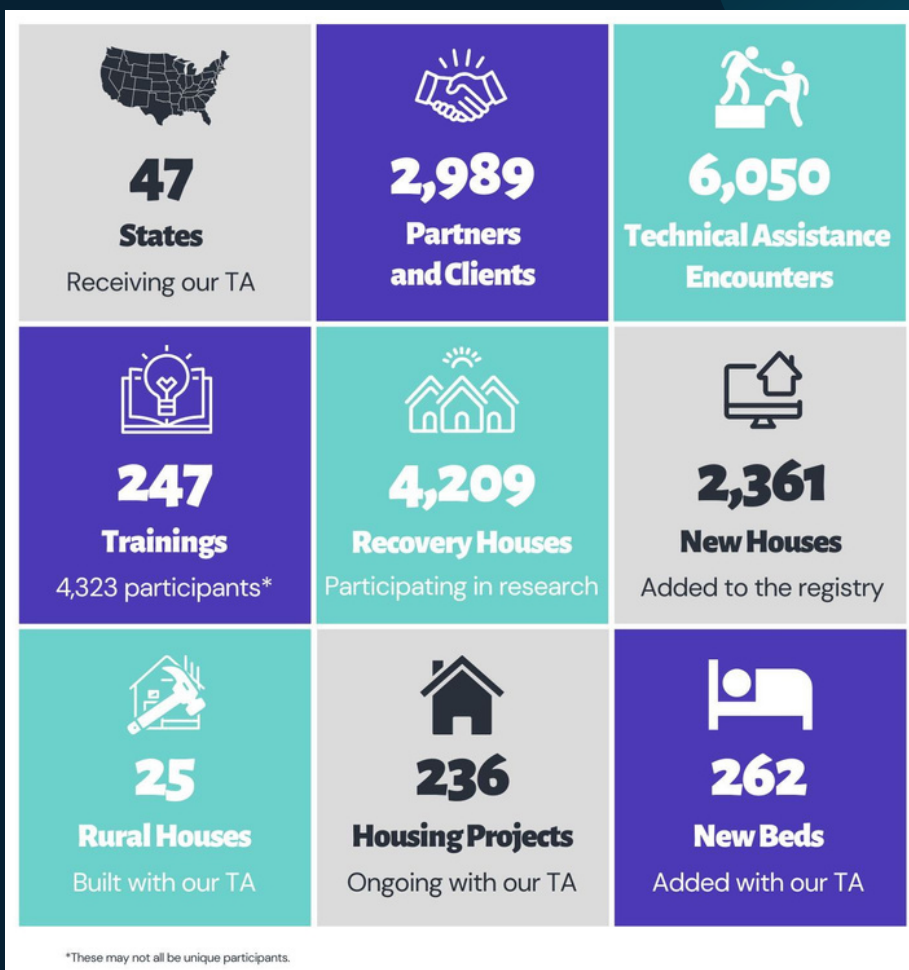 47
States
Receiving our TA
2,989
Partners
and Clients
6,050
Technical Assistance
Encounters
247
Trainings
4,323 participants*
4,209
Recovery Houses
Participating in research
2,361
New Houses
Added to the registry
25
Rural Houses
Built with our TA
236
Housing Projects
Ongoing with our TA
262
New Beds
Added with our TA
*These may not all be unique participants.